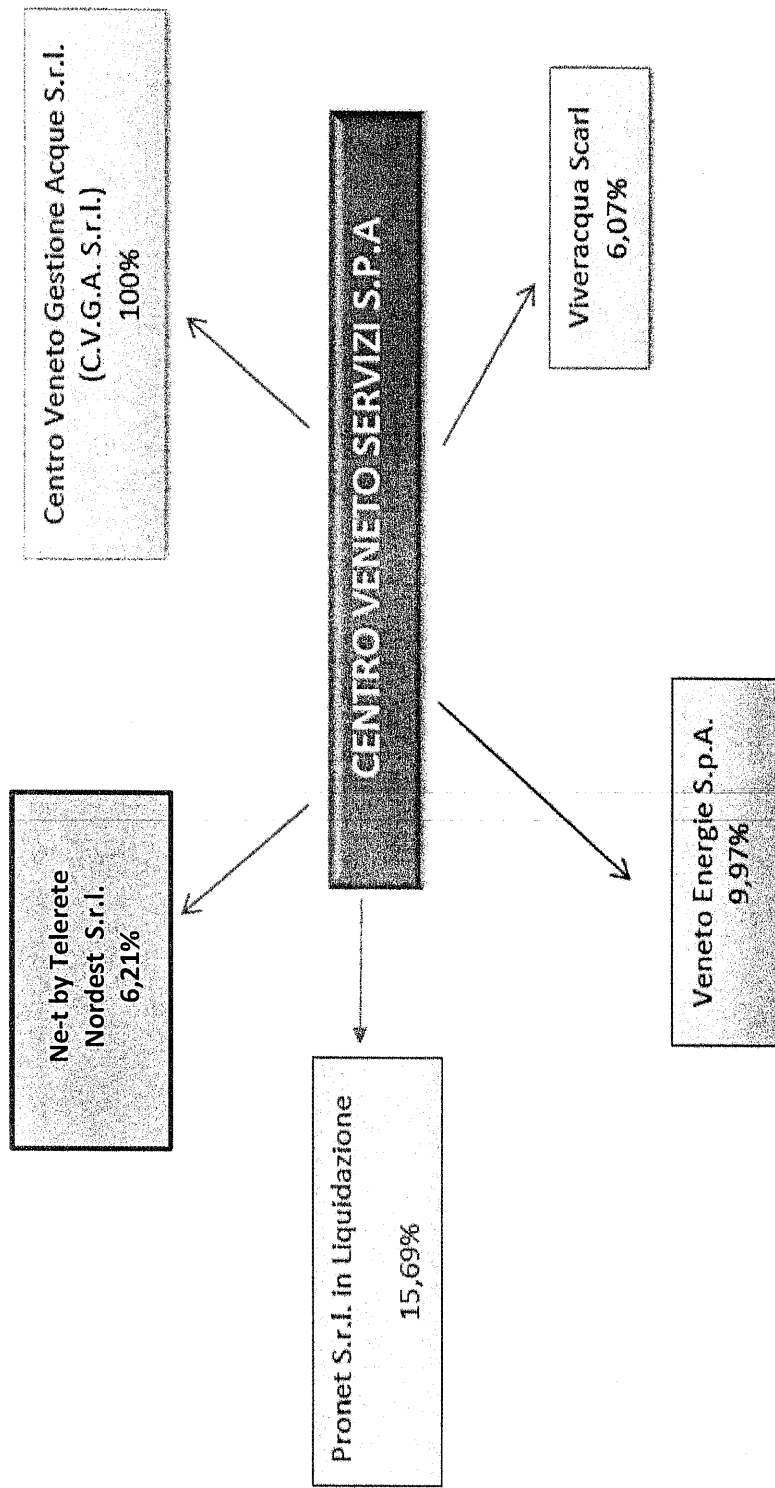 Ne-t by Telerete
Nordest S.r.l.
6,21%
Centro Veneto Gestione Acque S.r.l.
(C.V.G.A. S.r.l.)
100%
Pronet S.r.l. in Liquidazione
15,69%
CENTRO VENETO SERVIZI S.P.A
Veneto Energie S.p.A.
9,97%
Viveracqua Scarl
6,07%